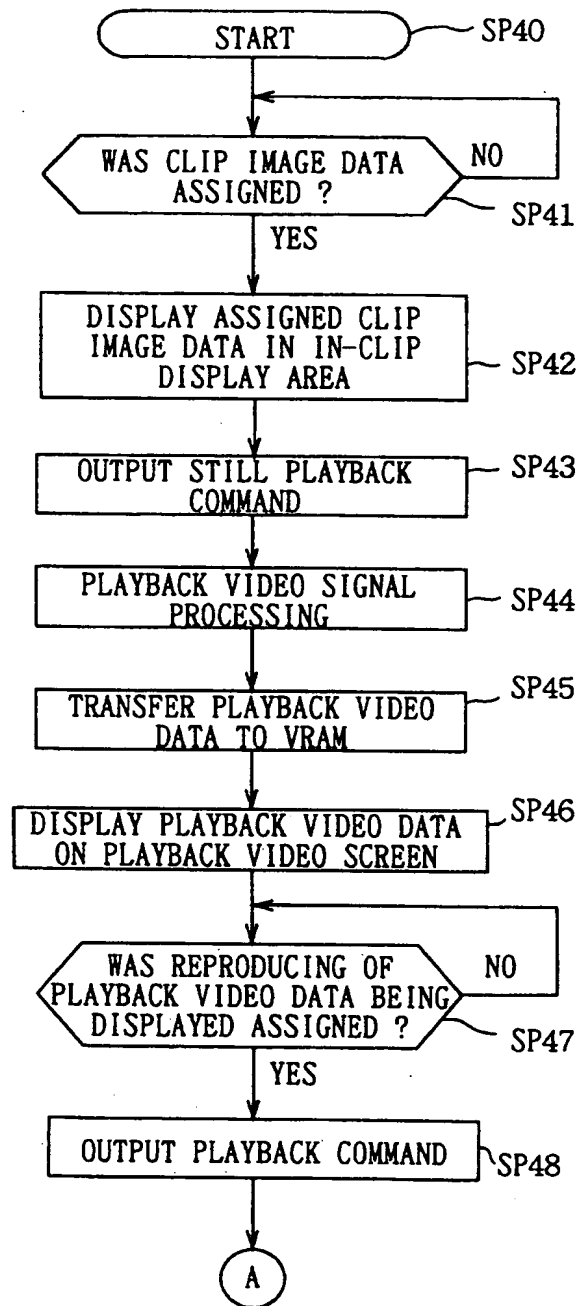 START
SP40
WAS CLIP IMAGE DATA
ASSIGNED ?
NO
SP41
YES
DISPLAY ASSIGNED CLIP
IMAGE DATA IN IN-CLIP
DISPLAY AREA
SP42
OUTPUT STILL PLAYBACK
COMMAND
SP43
PLAYBACK VIDEO SIGNAL
PROCESSING
SP44
TRANSFER PLAYBACK VIDEO
DATA TO VRAM
SP45
DISPLAY PLAYBACK VIDEO DATA
ON PLAYBACK VIDEO SCREEN
SP46
WAS REPRODUCING OF
PLAYBACK VIDEO DATA BEING
DISPLAYED ASSIGNED ?
NO
SP47
YES
OUTPUT PLAYBACK COMMAND
SP48
A